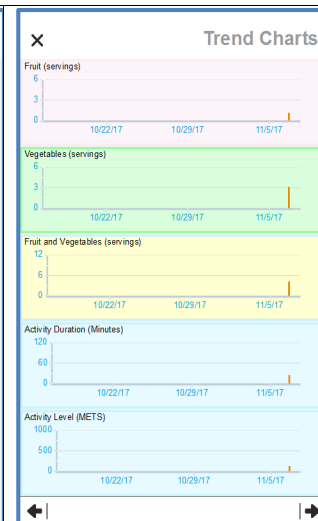 Trend Charts
Fruit (servings)
6
3
0
10/22/17 10/29/17 11/5/17
Vegetables (servings)
6
3
0
10/22/17 10/29/17 11/5/17
Fruit and Vegetables (servings)
12
6
0
10/22/17 10/29/17 11/5/17
Activity Duration (Minutes)
120
60
0
10/22/17 10/29/17 11/5/17
Activity Level (METS)
1000
500
0
10/22/17 10/29/17 11/5/17